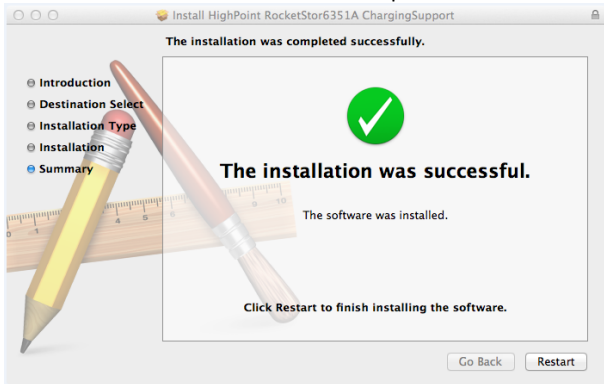 Install HighPoint RocketStor6351A ChargingSupport
The installation was completed successfully.
Introduction
Destination Select
Installation Type
Installation
Summary
The installation was successful.
The software was installed.
Click Restart to finish installing the software.
Go Back
Restart